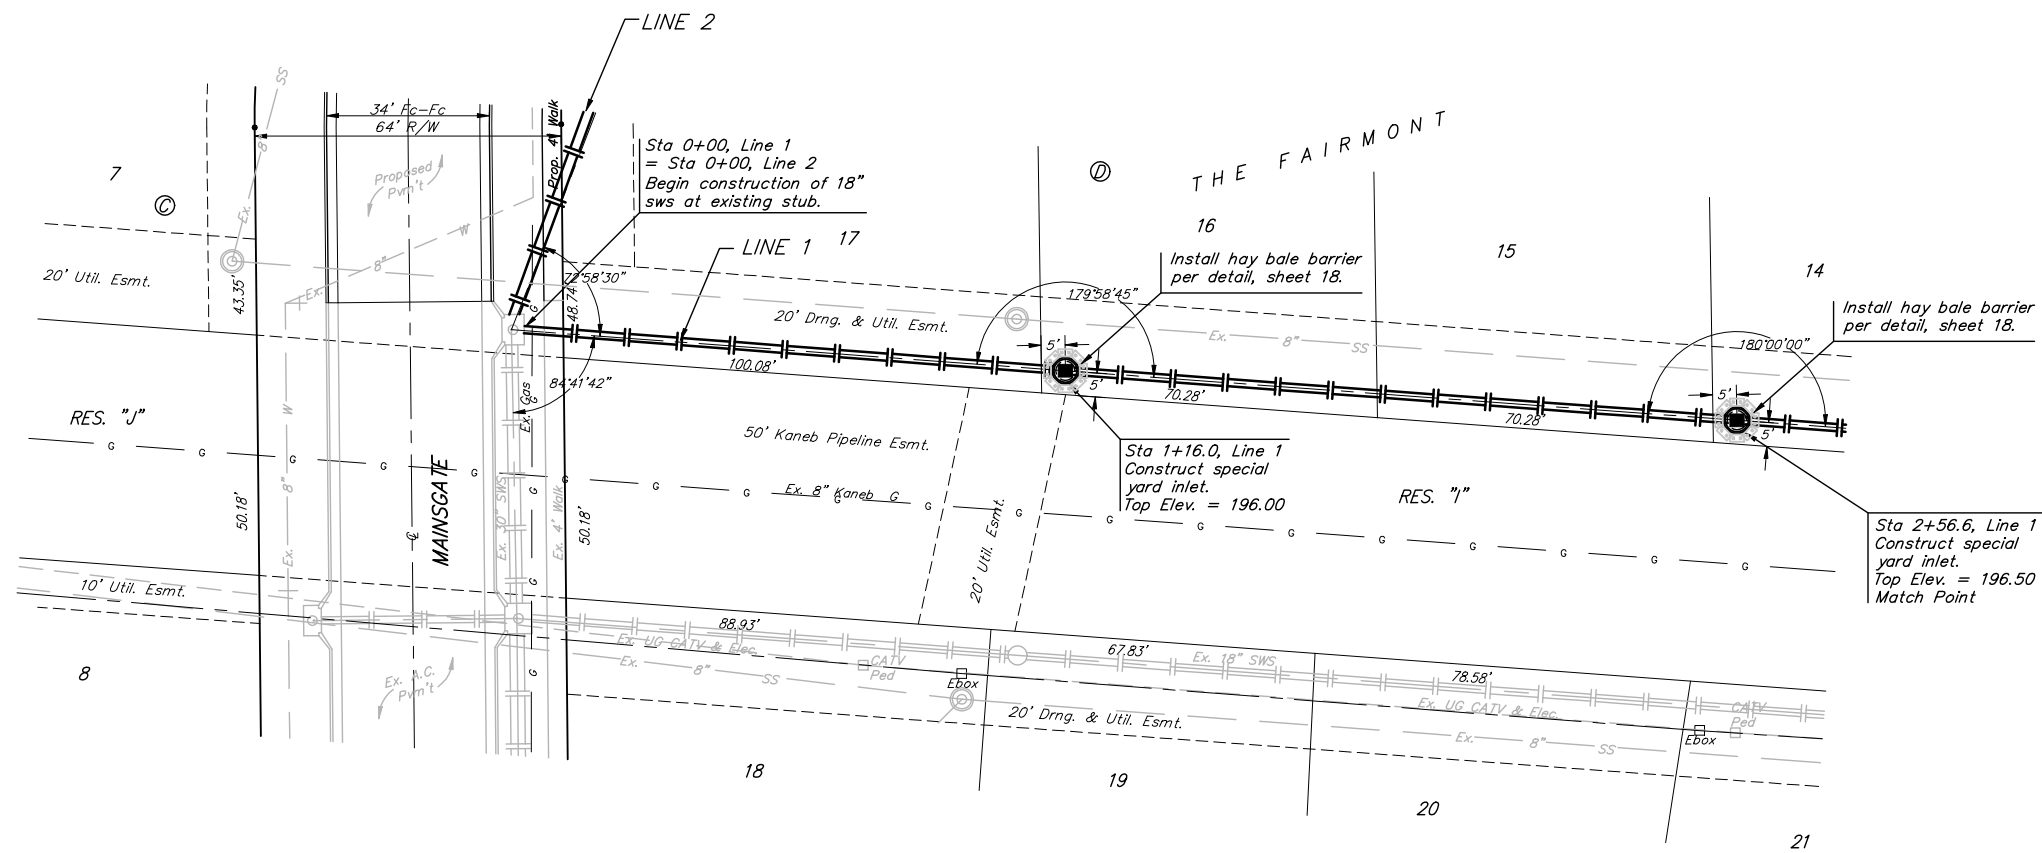 LINE 2
34' Fc-Fc
64' R/W
Prop. 4' Walk
Ex. 8" SS
Proposed
Pvm't
7
C
Sta 0+00, Line 1
= Sta 0+00, Line 2
Begin construction of 18"
sws at existing stub.
D
THE FAIRMONT
LINE 1
17
16
15
14
Install hay bale barrier
per detail, sheet 18.
Install hay bale barrier
per detail, sheet 18.
20' Util. Esmt.
43.35'
Ex. 8" W
72°58'30"
48.74'
G
179°58'45"
180°00'00"
20' Drng. & Util. Esmt.
Ex. 8" SS
5'
5'
5'
5'
100.08'
70.28'
70.28'
84°41'42"
Ex. Gas
G
RES. "J"
50' Kaneb Pipeline Esmt.
Sta 1+16.0, Line 1
Construct special
yard inlet.
Top Elev. = 196.00
RES. "I"
G G G G G G G Ex. 8" Kaneb G G G G G G G G G G
MAINSGATE
℄
Ex. 8" W
50.18'
Ex. 30" SWS
G
G
Ex. 4' Walk
50.18'
20' Util. Esmt.
Sta 2+56.6, Line 1
Construct special
yard inlet.
Top Elev. = 196.50
Match Point
10' Util. Esmt.
88.93'
67.83'
78.58'
Ex. UG CATV & Elec.
Ex. 18" SWS
CATV
Ped
Ebox
Ex. 8" SS
20' Drng. & Util. Esmt.
Ex. UG CATV & Elec.
CATV
Ped
Ebox
Ex. 8" SS
Ex. A.C.
Pvm't
G
8
18
19
20
21